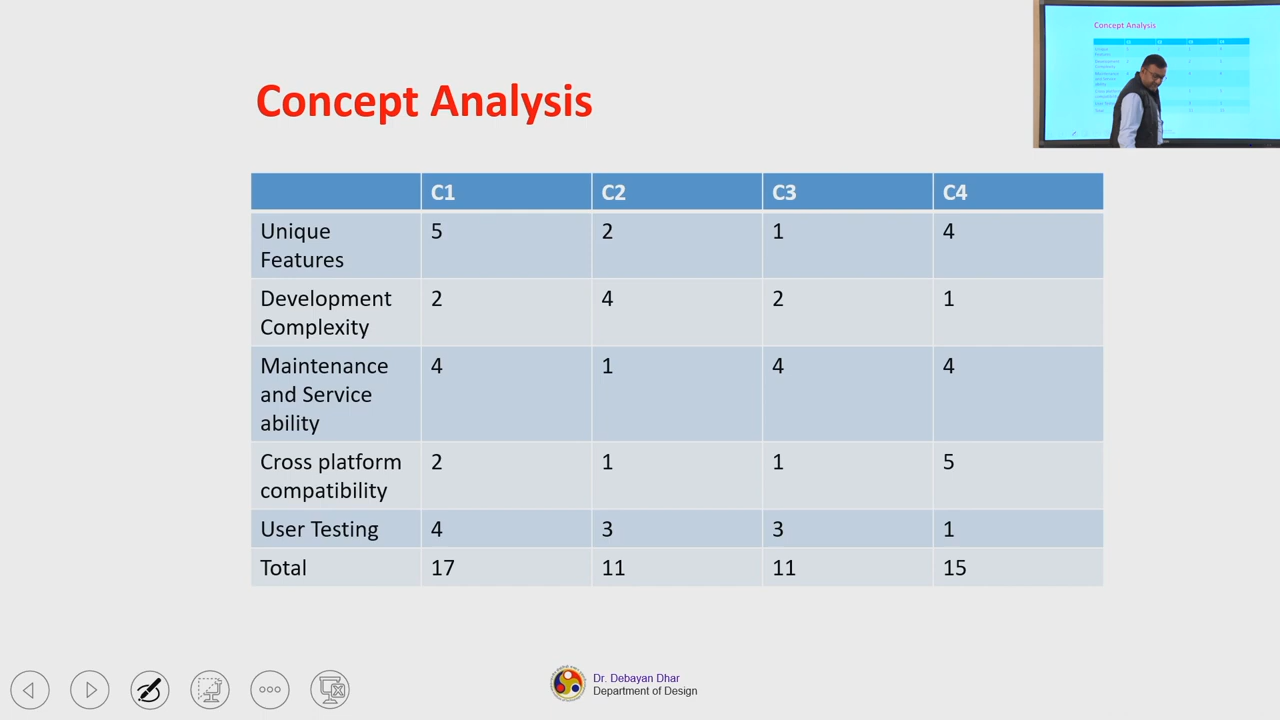 Concept Analysis
C1 C2 C3 C4
Unique
Features
5 2 1 4
Development
Complexity
2 4 2 1
Maintenance
and Service
ability
4 1 4 4
Cross platform
compatibility
2 1 1 5
User Testing 4 3 3 1
Total 17 11 11 15
Dr. Debayan Dhar
Department of Design
Concept Analysis